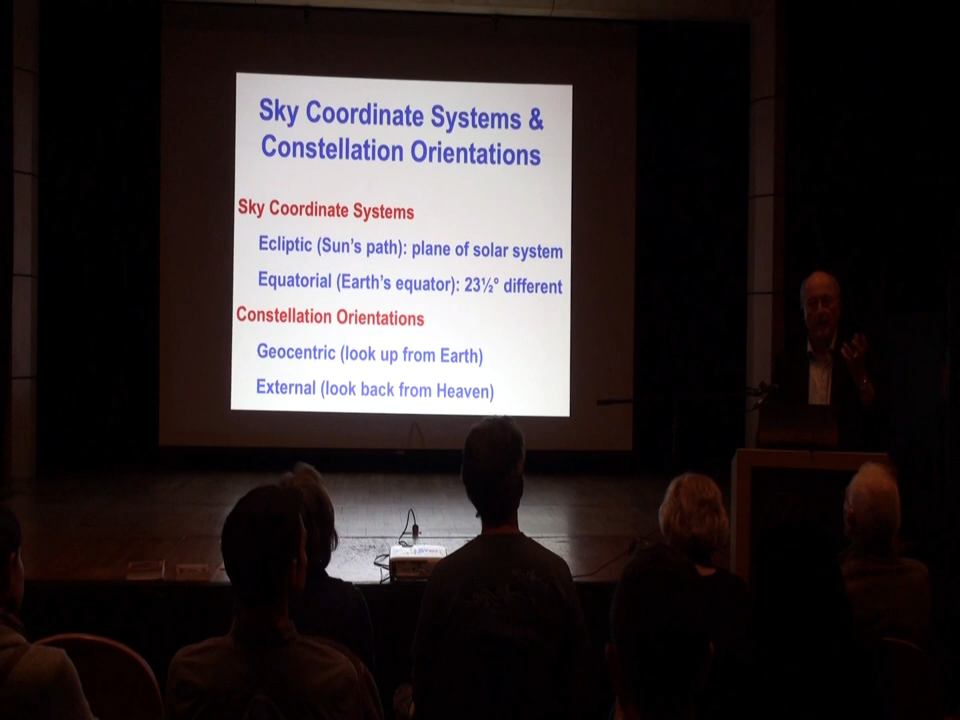 Sky Coordinate Systems &
Constellation Orientations
Sky Coordinate Systems
Ecliptic (Sun's path): plane of solar system
Equatorial (Earth's equator): 23½° different
Constellation Orientations
Geocentric (look up from Earth)
External (look back from Heaven)